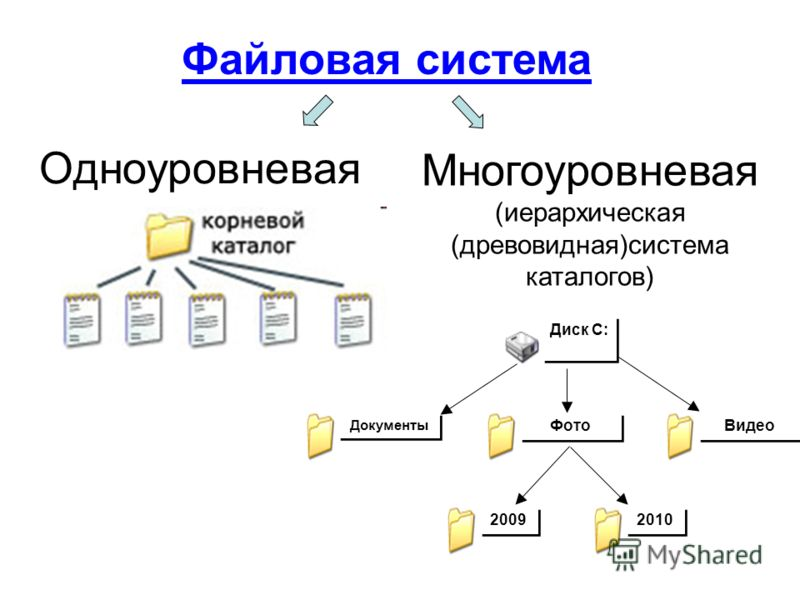 Файловая система
Одноуровневая
корневой
каталог
Многоуровневая
(иерархическая
(древовидная)система
каталогов)
Диск С:
Документы
Фото
Видео
2009
2010
MyShared